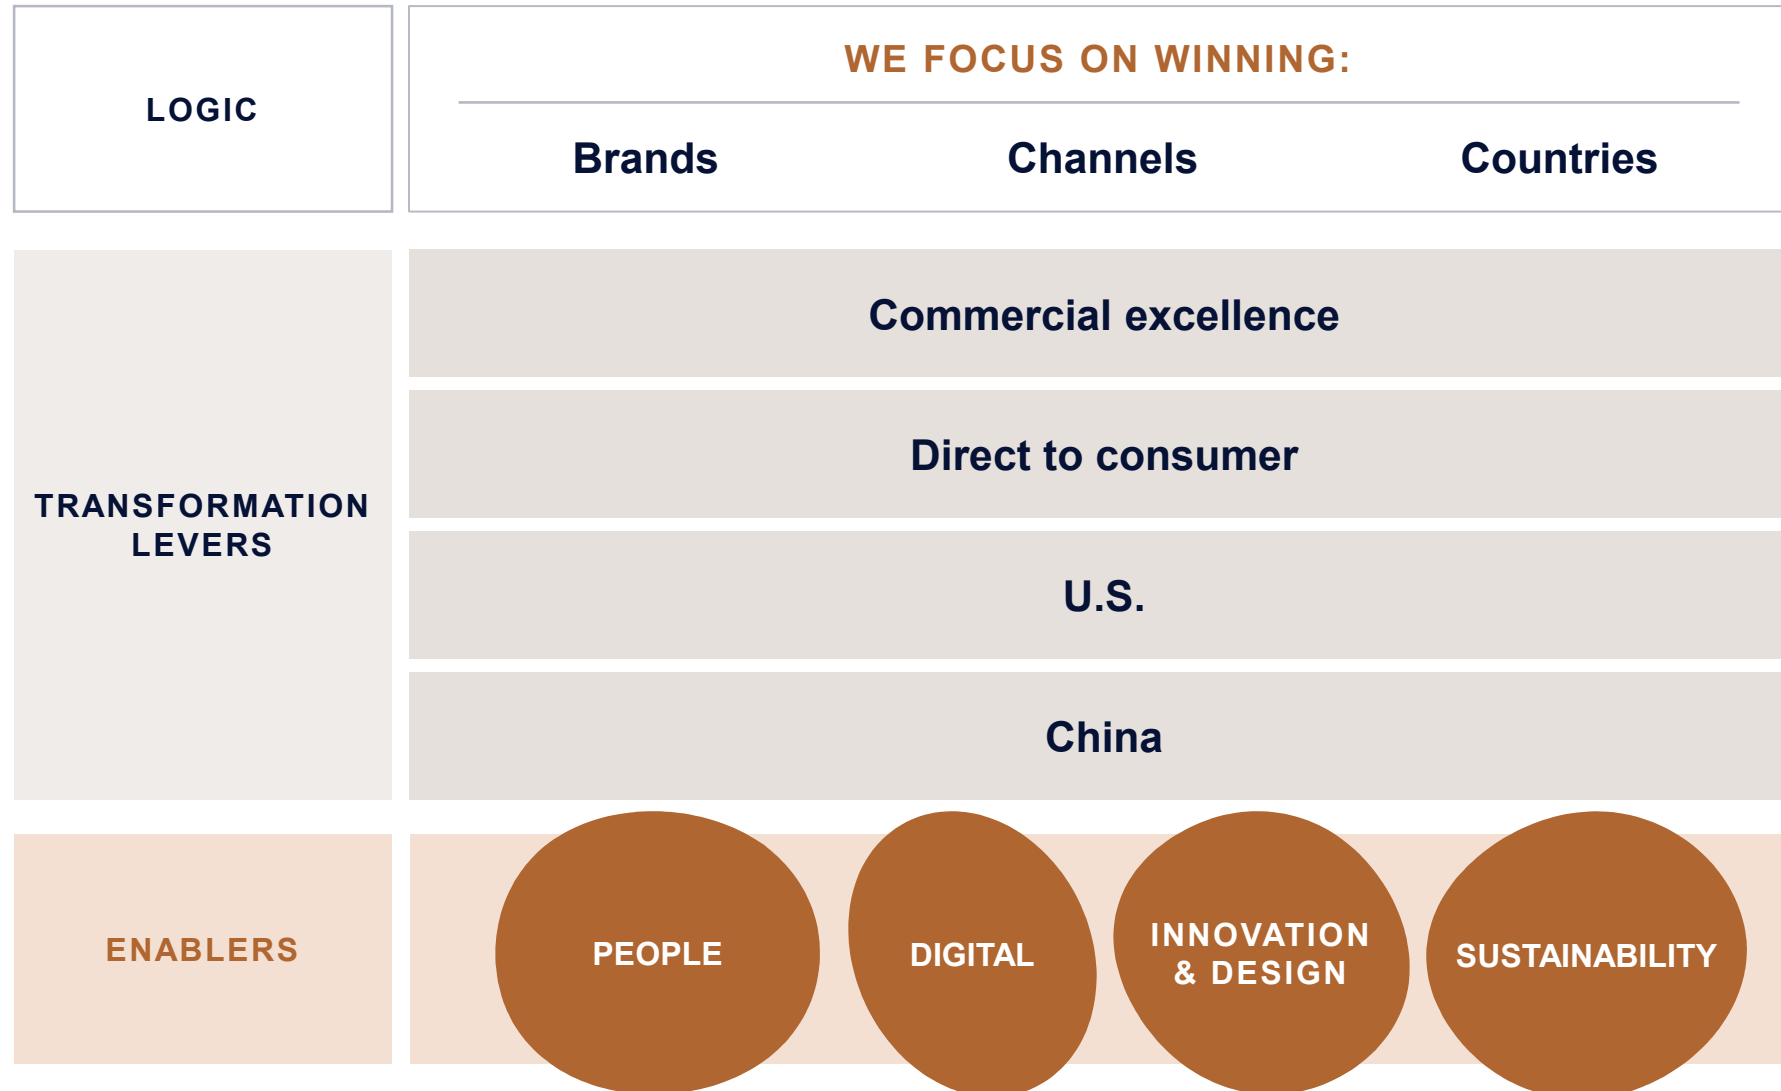 LOGIC
WE FOCUS ON WINNING:
Brands Channels Countries
TRANSFORMATION
LEVERS
Commercial excellence
Direct to consumer
U.S.
China
ENABLERS
PEOPLE
DIGITAL
INNOVATION
& DESIGN
SUSTAINABILITY